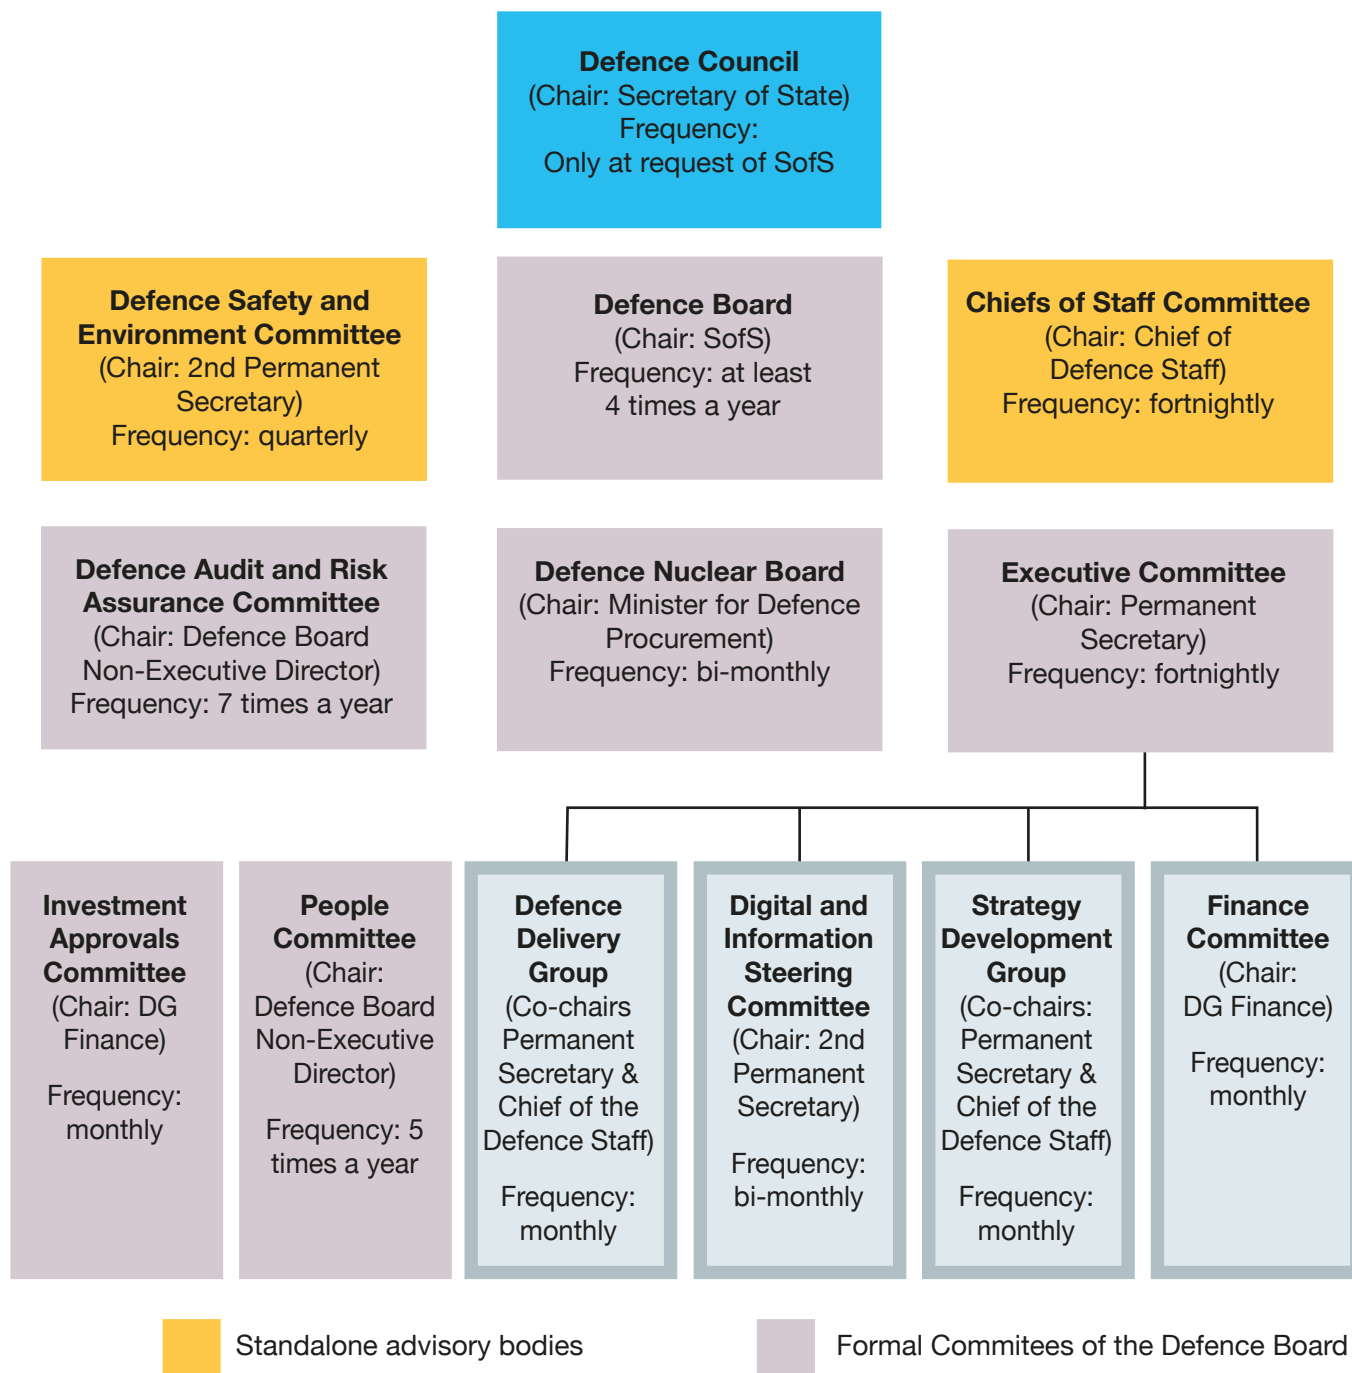 Defence Council
(Chair: Secretary of State)
Frequency:
Only at request of SofS
Defence Safety and
Environment Committee
(Chair: 2nd Permanent
Secretary)
Frequency: quarterly
Defence Board
(Chair: SofS)
Frequency: at least
4 times a year
Chiefs of Staff Committee
(Chair: Chief of
Defence Staff)
Frequency: fortnightly
Defence Audit and Risk
Assurance Committee
(Chair: Defence Board
Non-Executive Director)
Frequency: 7 times a year
Defence Nuclear Board
(Chair: Minister for Defence
Procurement)
Frequency: bi-monthly
Executive Committee
(Chair: Permanent
Secretary)
Frequency: fortnightly
Investment
Approvals
Committee
(Chair: DG
Finance)
Frequency:
monthly
People
Committee
(Chair:
Defence Board
Non-Executive
Director)
Frequency: 5
times a year
Defence
Delivery
Group
(Co-chairs
Permanent
Secretary &
Chief of the
Defence Staff)
Frequency:
monthly
Digital and
Information
Steering
Committee
(Chair: 2nd
Permanent
Secretary)
Frequency:
bi-monthly
Strategy
Development
Group
(Co-chairs:
Permanent
Secretary &
Chief of the
Defence Staff)
Frequency:
monthly
Finance
Committee
(Chair:
DG Finance)
Frequency:
monthly
Standalone advisory bodies
Formal Commitees of the Defence Board